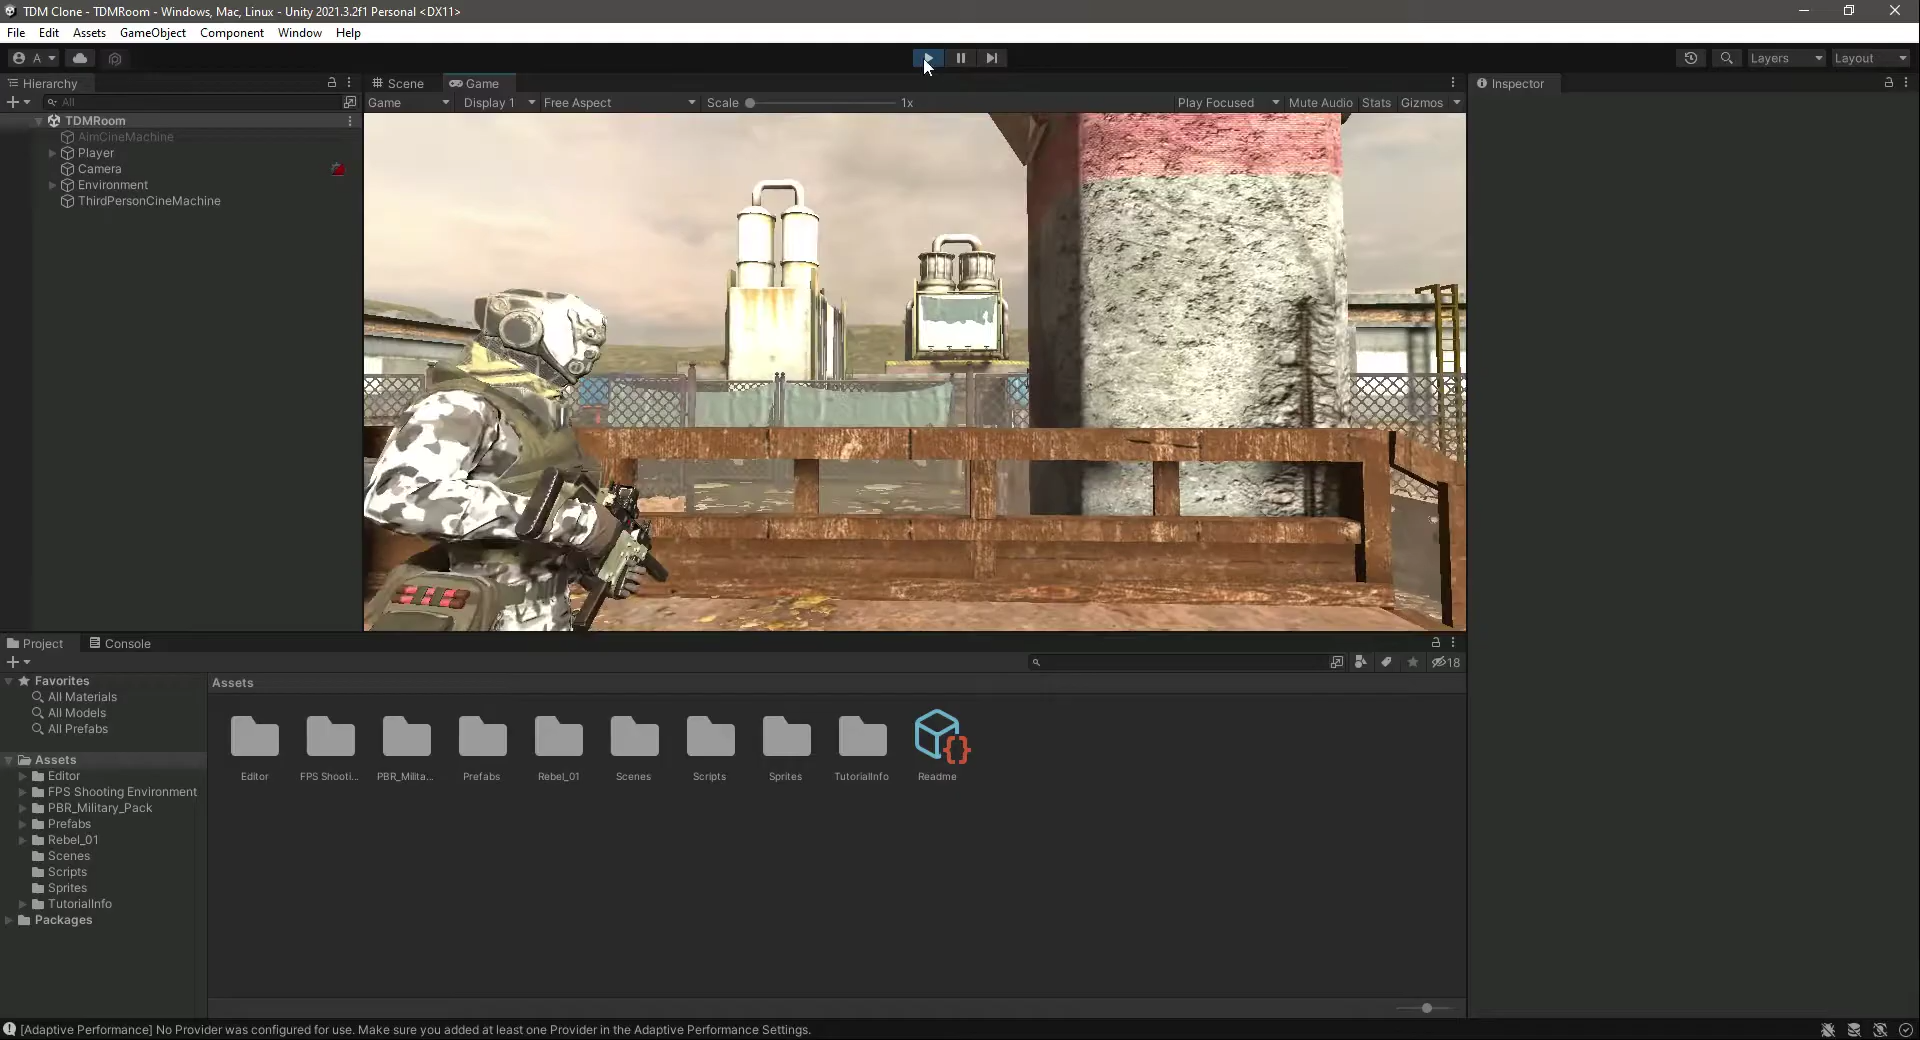 TDM Clone - TDMRoom - Windows, Mac, Linux - Unity 2021.3.2f1 Personal <DX11>
File Edit Assets GameObject Component Window Help
A
Layers Layout
Hierarchy
All
TDMRoom
AimCineMachine
Player
Camera
Environment
ThirdPersonCineMachine
Scene Game
Game Display 1 Free Aspect Scale 1x Play Focused Mute Audio Stats Gizmos
Inspector
Project Console
18
Favorites
All Materials
All Models
All Prefabs
Assets
Editor
FPS Shooting Environment
PBR_Military_Pack
Prefabs
Rebel_01
Scenes
Scripts
Sprites
TutorialInfo
Packages
Assets
Editor FPS Shooti... PBR_Milita... Prefabs Rebel_01 Scenes Scripts Sprites TutorialInfo Readme
[Adaptive Performance] No Provider was configured for use. Make sure you added at least one Provider in the Adaptive Performance Settings.